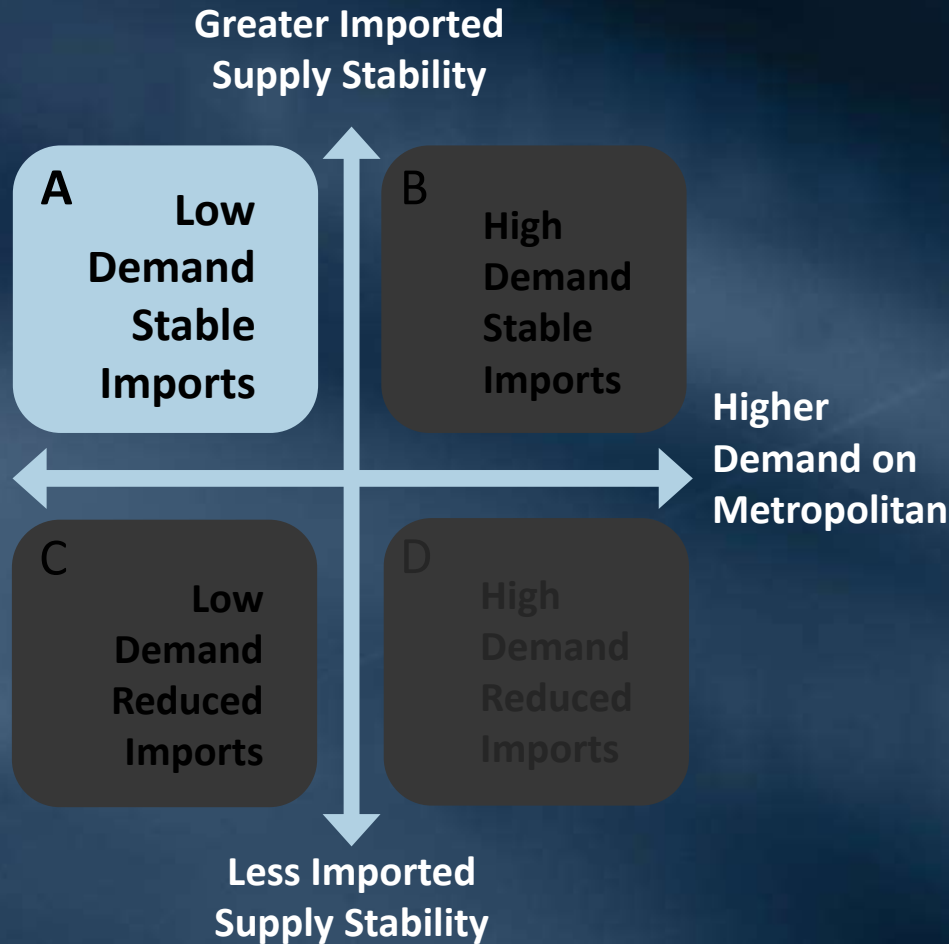 Greater Imported
Supply Stability
A
Low
Demand
Stable
Imports
B
High
Demand
Stable
Imports
Higher
Demand on
Metropolitan
C
Low
Demand
Reduced
Imports
D
High
Demand
Reduced
Imports
Less Imported
Supply Stability